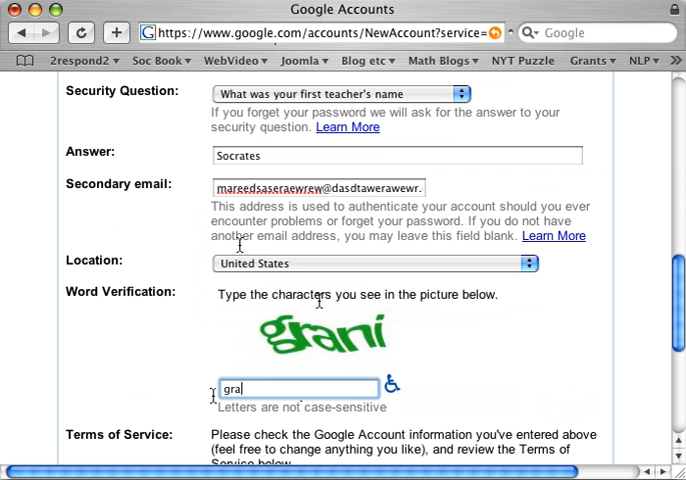 Google Accounts
https://www.google.com/accounts/NewAccount?service=
Google
2respond2 Soc Book WebVideo Joomla Blog etc Math Blogs NYT Puzzle Grants NLP
Security Question: What was your first teacher's name
If you forget your password we will ask for the answer to your
security question. Learn More
Answer: Socrates
Secondary email: mareedsaseraewrew@dasdtawerawewr.
This address is used to authenticate your account should you ever
encounter problems or forget your password. If you do not have
another email address, you may leave this field blank. Learn More
Location: United States
Word Verification: Type the characters you see in the picture below.
grani
gra
Letters are not case-sensitive
Terms of Service: Please check the Google Account information you've entered above
(feel free to change anything you like), and review the Terms of
Service below.